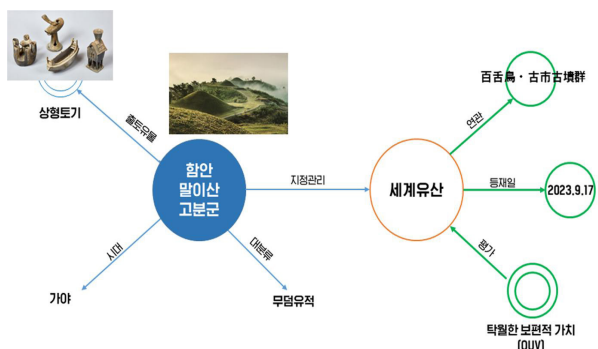 百舌鳥・古市古墳群
상형토기
출토유물
연관
함안
말이산
고분군
지정관리
세계유산
등재일
2023.9.17
시대
대분류
평가
가야
무덤유적
탁월한 보편적 가치
(OUV)